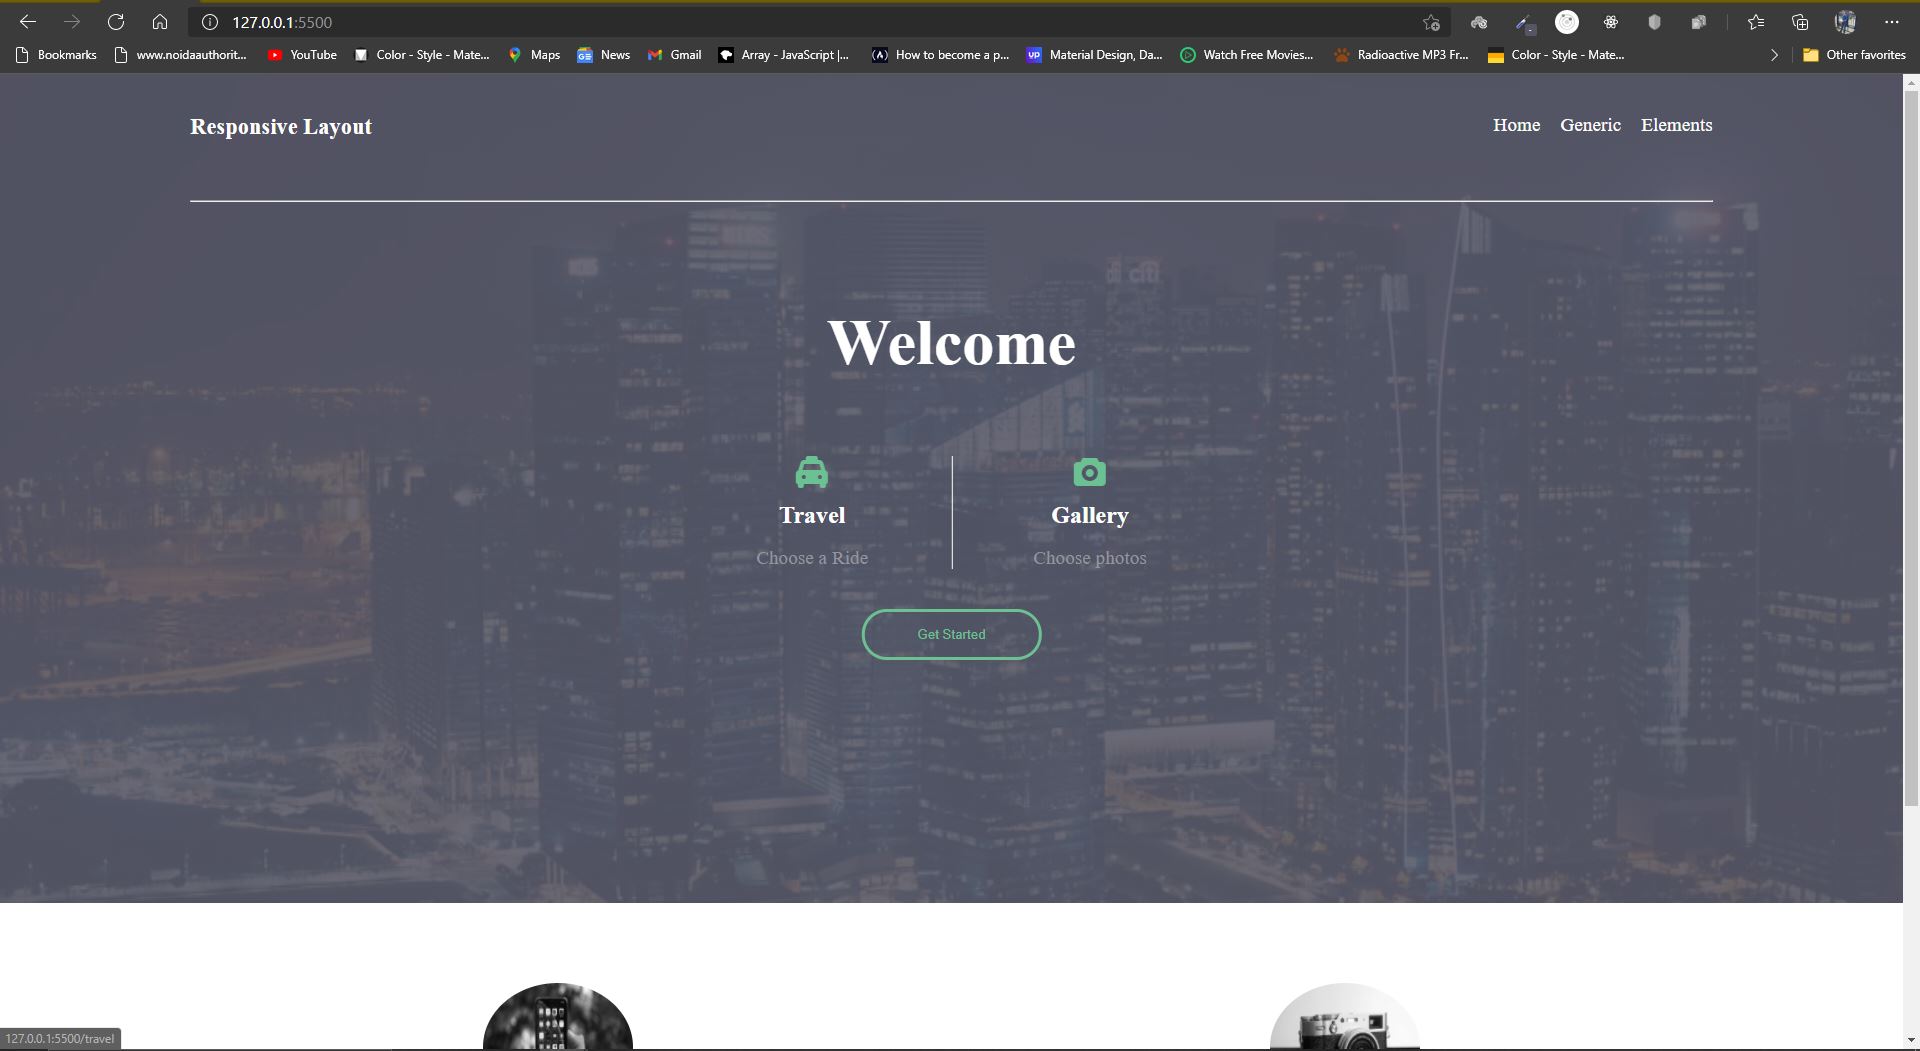 127.0.0.1:5500
Bookmarks www.noidaauthorit... YouTube Color - Style - Mate... Maps Gmail News Array - JavaScript |... How to become a p... Material Design, Da... Watch Free Movies... Radioactive MP3 Fr... Color - Style - Mate... Other favorites
Responsive Layout
Home Generic Elements
citi
Welcome
Travel Gallery
Choose a Ride Choose photos
Get Started
127.0.0.1:5500/travel